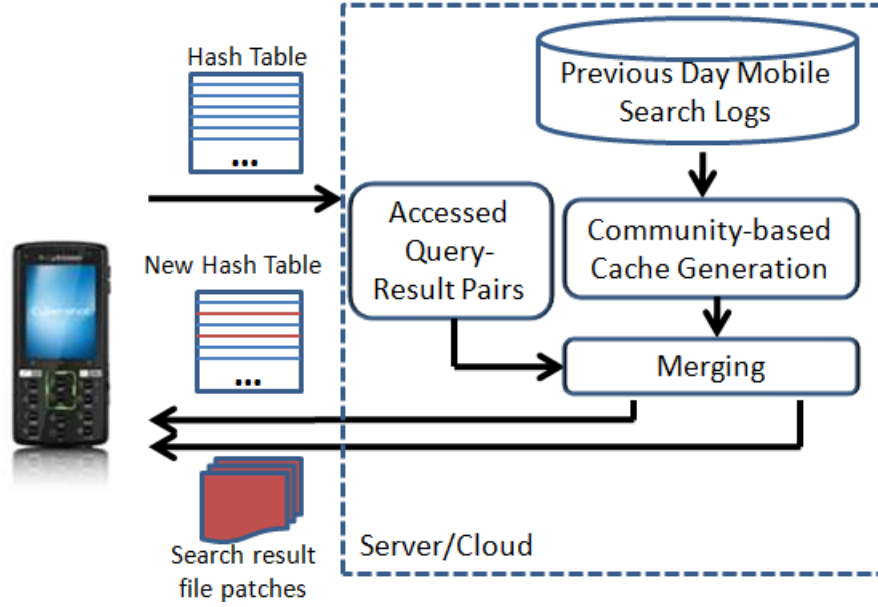 Hash Table
...
Previous Day Mobile
Search Logs
Accessed
Query-
Result Pairs
Community-based
Cache Generation
New Hash Table
...
Merging
Search result
file patches
Server/Cloud